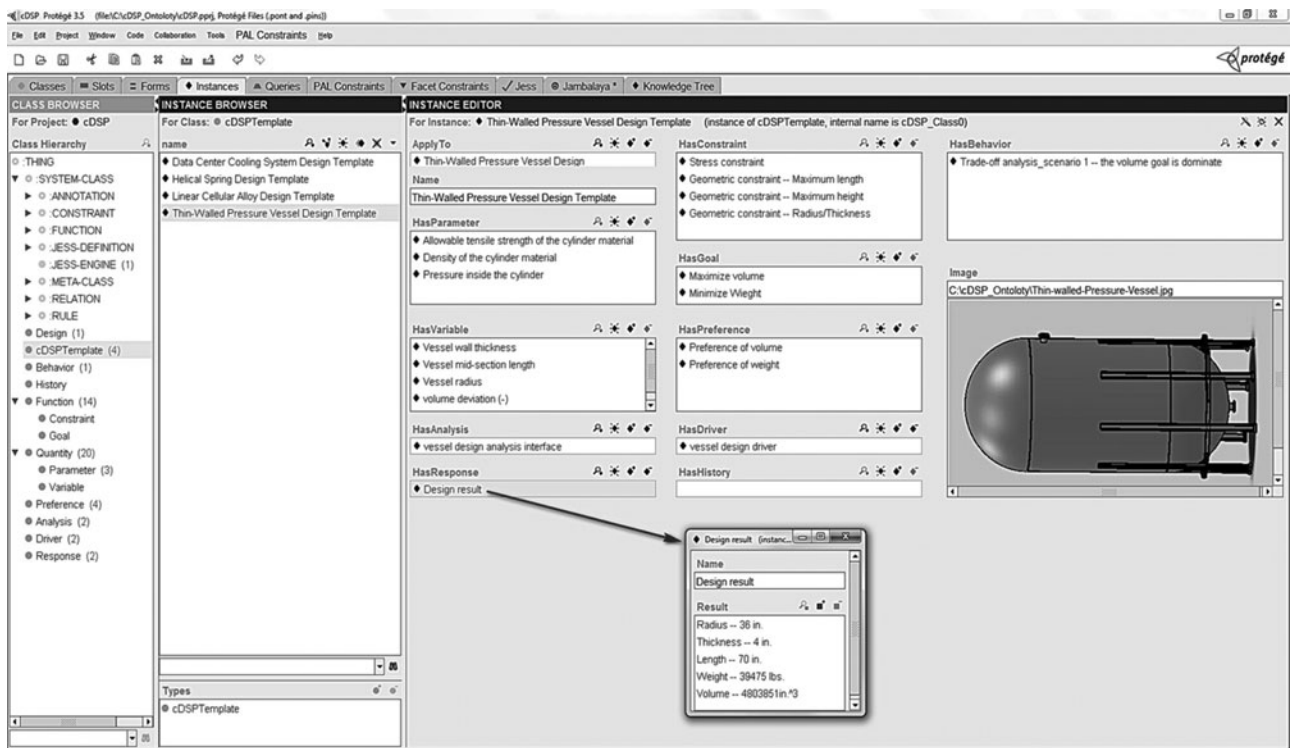 cDSP Protégé 3.5 (file:\C:\cDSP_Ontoloty\cDSP.pprj, Protégé Files (.pont and .pins))
File Edit Project Window Code Collaboration Tools PAL Constraints Help
protégé
Classes Slots Forms Instances Queries PAL Constraints Facet Constraints Jess Jambalaya * Knowledge Tree
CLASS BROWSER
For Project: cDSP
Class Hierarchy
:THING
:SYSTEM-CLASS
:ANNOTATION
:CONSTRAINT
:FUNCTION
:JESS-DEFINITION
:JESS-ENGINE (1)
:META-CLASS
:RELATION
:RULE
Design (1)
cDSPTemplate (4)
Behavior (1)
History
Function (14)
Constraint
Goal
Quantity (20)
Parameter (3)
Variable
Preference (4)
Analysis (2)
Driver (2)
Response (2)
INSTANCE BROWSER
For Class: cDSPTemplate
name
Data Center Cooling System Design Template
Helical Spring Design Template
Linear Cellular Alloy Design Template
Thin-Walled Pressure Vessel Design Template
Types
cDSPTemplate
INSTANCE EDITOR
For Instance: Thin-Walled Pressure Vessel Design Template (instance of cDSPTemplate, internal name is cDSP_Class0)
ApplyTo
Thin-Walled Pressure Vessel Design
Name
Thin-Walled Pressure Vessel Design Template
HasParameter
Allowable tensile strength of the cylinder material
Density of the cylinder material
Pressure inside the cylinder
HasVariable
Vessel wall thickness
Vessel mid-section length
Vessel radius
volume deviation (-)
HasAnalysis
vessel design analysis interface
HasResponse
Design result
HasConstraint
Stress constraint
Geometric constraint -- Maximum length
Geometric constraint -- Maximum height
Geometric constraint -- Radius/Thickness
HasGoal
Maximize volume
Minimize Wieght
HasPreference
Preference of volume
Preference of weight
HasDriver
vessel design driver
HasHistory
HasBehavior
Trade-off analysis_scenario 1 -- the volume goal is dominate
Image
C:\cDSP_Ontoloty\Thin-walled-Pressure-Vessel.jpg
Design result (instanc...
Name
Design result
Result
Radius -- 36 in.
Thickness -- 4 in.
Length -- 70 in.
Weight -- 39475 lbs.
Volume -- 4803851in.^3